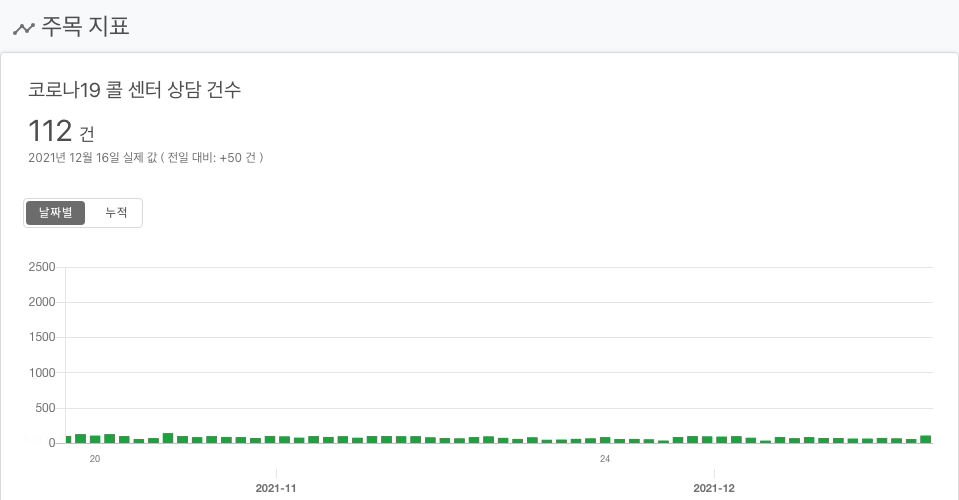 주목 지표
코로나19 콜 센터 상담 건수
112 건
2021년 12월 16일 실제 값 ( 전일 대비: +50 건 )
날짜별 누적
2500
2000
1500
1000
500
0
20 24
2021-11 2021-12